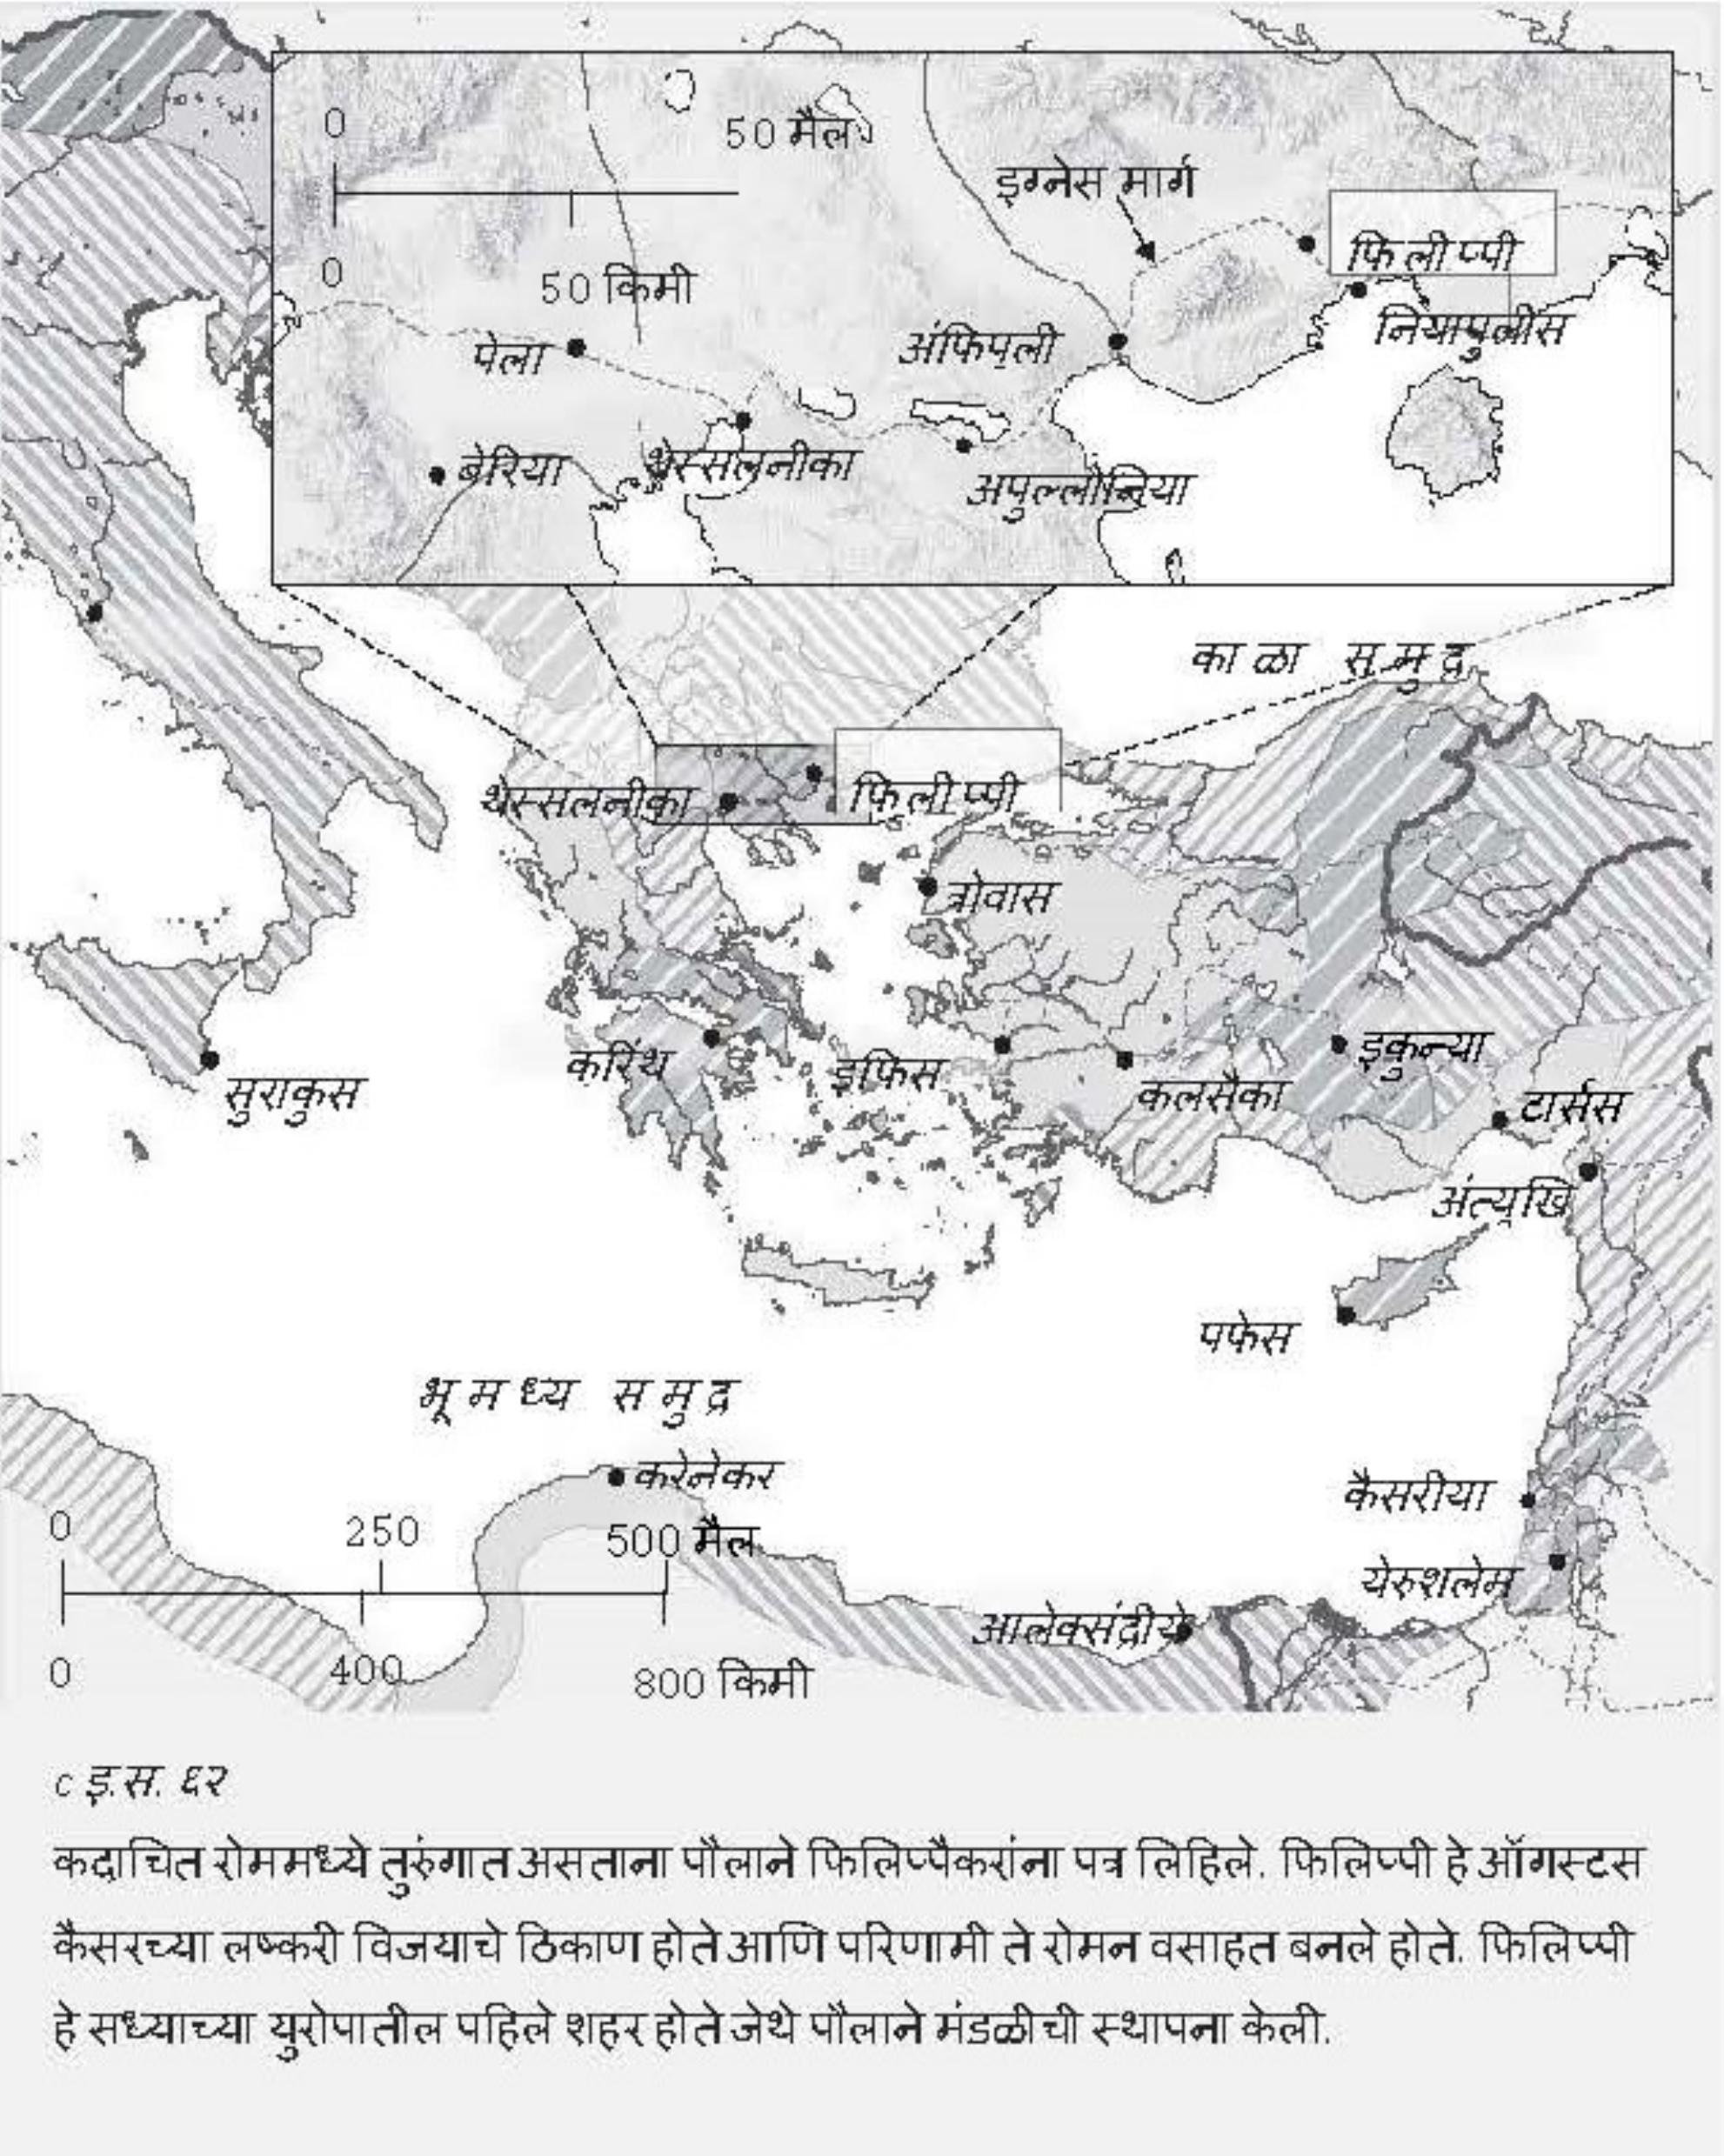 0
50 मैल
इग्नेस मार्ग
फिलीप्पी
0
50 किमी
नियापुलीस
पेला
अंफिपुली
बेरिया
थेस्सलनीका
अपुल्लोनिया
काळा समुद्र
थेस्सलनीका
फिलीप्पी
त्रोवास
करिंथ
इफिस
इकुन्या
सुराकुस
कलसैका
टार्सस
अंत्युखि
पफेस
भूमध्य समुद्र
करेनेकर
कैसरीया
0
250
500 मैल
येरुशलेम
आलेक्संद्रीये
0
400
800 किमी
c इ.स. ६२
कदाचित रोममध्ये तुरुंगात असताना पौलाने फिलिप्पैकरांना पत्र लिहिले. फिलिप्पी हे ऑगस्टस
कैसरच्या लष्करी विजयाचे ठिकाण होते आणि परिणामी ते रोमन वसाहत बनले होते. फिलिप्पी
हे सध्याच्या युरोपातील पहिले शहर होते जेथे पौलाने मंडळीची स्थापना केली.